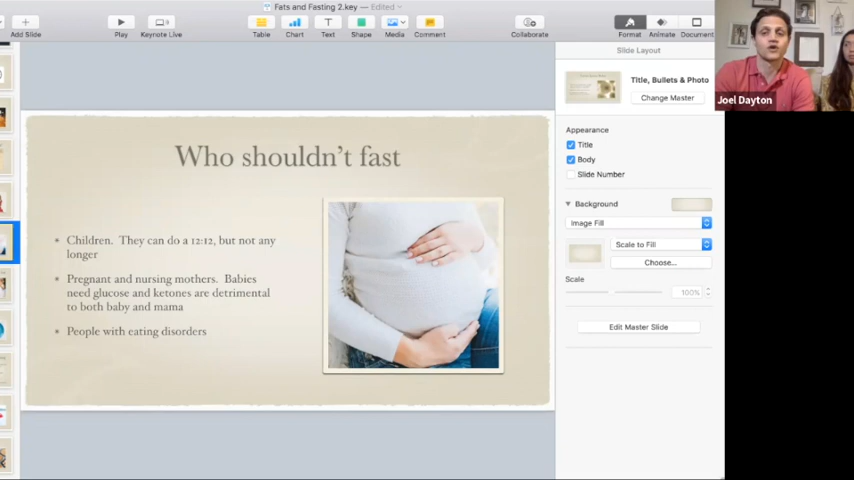 Fats and Fasting 2.key — Edited
Add Slide
Play
Keynote Live
Table
Chart
Text
Shape
Media
Comment
Collaborate
Format
Animate
Document
Slide Layout
Title, Bullets & Photo
Change Master
Joel Dayton
Appearance
Title
Body
Slide Number
Background
Image Fill
Scale to Fill
Choose...
Scale
100%
Edit Master Slide
Who shouldn't fast
Children. They can do a 12:12, but not any
longer
Pregnant and nursing mothers. Babies
need glucose and ketones are detrimental
to both baby and mama
People with eating disorders